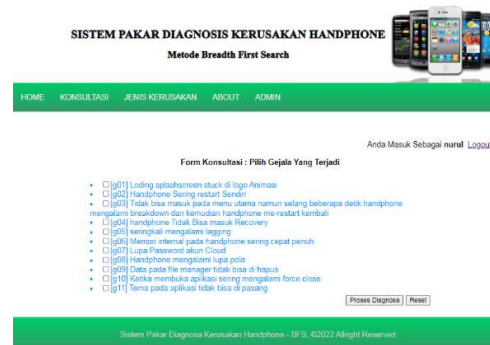 SISTEM PAKAR DIAGNOSIS KERUSAKAN HANDPHONE
Metode Breadth First Search
HOME KONSULTASI JENIS KERUSAKAN ABOUT ADMIN
Anda Masuk Sebagai nurul Logout
Form Konsultasi : Pilih Gejala Yang Terjadi
[g01] Loding splashscreen stuck di logo Animasi
[g02] Handphone Sering restart Sendiri
[g03] Tidak bisa masuk pada menu utama namun selang beberapa detik handphone
mengalami breakdown dan kemudian handphone me-restart kembali
[g04] handphone Tidak Bisa masuk Recovery
[g05] seringkali mengalami lagging
[g06] Memori internal pada handphone sering cepat penuh
[g07] Lupa Password akun Cloud
[g08] Handphone mengalami lupa pola
[g09] Data pada file manager tidak bisa di hapus
[g10] Ketika membuka aplikasi sering mengalami force close
[g11] Tema pada aplikasi tidak bisa di pasang
Proses Diagnosa Reset
Sistem Pakar Diagnosa Kerusakan Handphone - BFS, ©2022 Allright Reserved